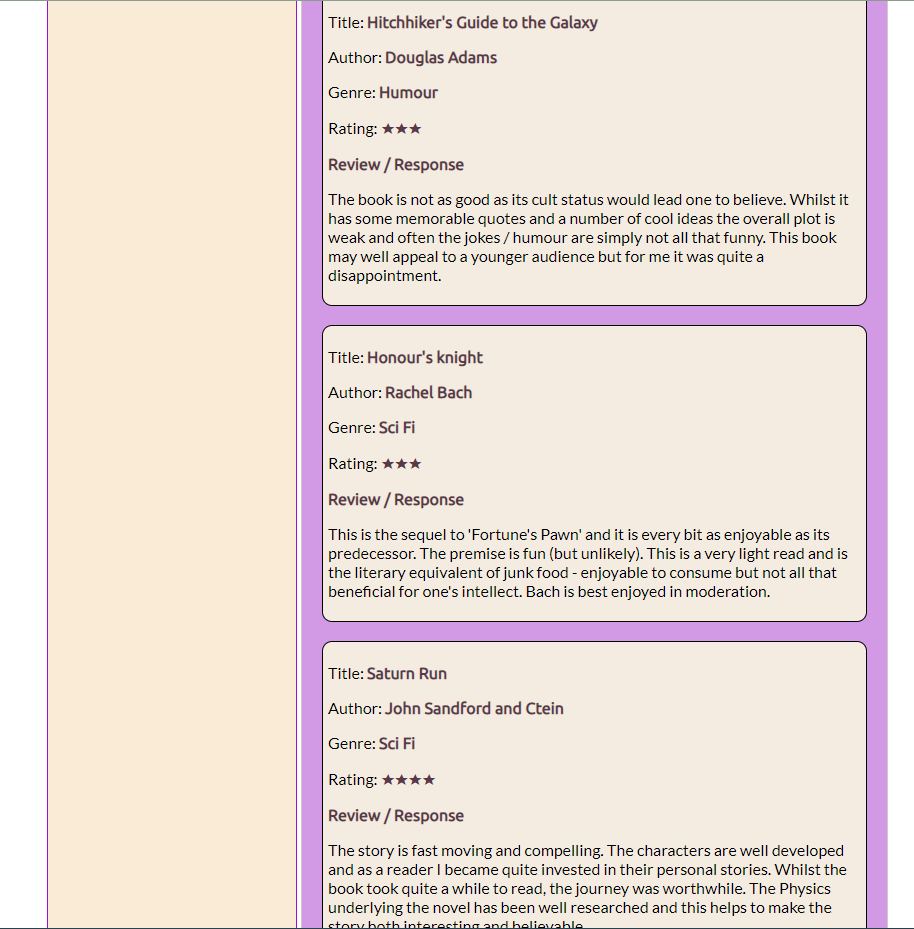 Title: Hitchhiker's Guide to the Galaxy
Author: Douglas Adams
Genre: Humour
Rating: ★★★
Review / Response
The book is not as good as its cult status would lead one to believe. Whilst it
has some memorable quotes and a number of cool ideas the overall plot is
weak and often the jokes / humour are simply not all that funny. This book
may well appeal to a younger audience but for me it was quite a
disappointment.
Title: Honour's knight
Author: Rachel Bach
Genre: Sci Fi
Rating: ★★★
Review / Response
This is the sequel to 'Fortune's Pawn' and it is every bit as enjoyable as its
predecessor. The premise is fun (but unlikely). This is a very light read and is
the literary equivalent of junk food - enjoyable to consume but not all that
beneficial for one's intellect. Bach is best enjoyed in moderation.
Title: Saturn Run
Author: John Sandford and Ctein
Genre: Sci Fi
Rating: ★★★★
Review / Response
The story is fast moving and compelling. The characters are well developed
and as a reader I became quite invested in their personal stories. Whilst the
book took quite a while to read, the journey was worthwhile. The Physics
underlying the novel has been well researched and this helps to make the
story both interesting and believable.